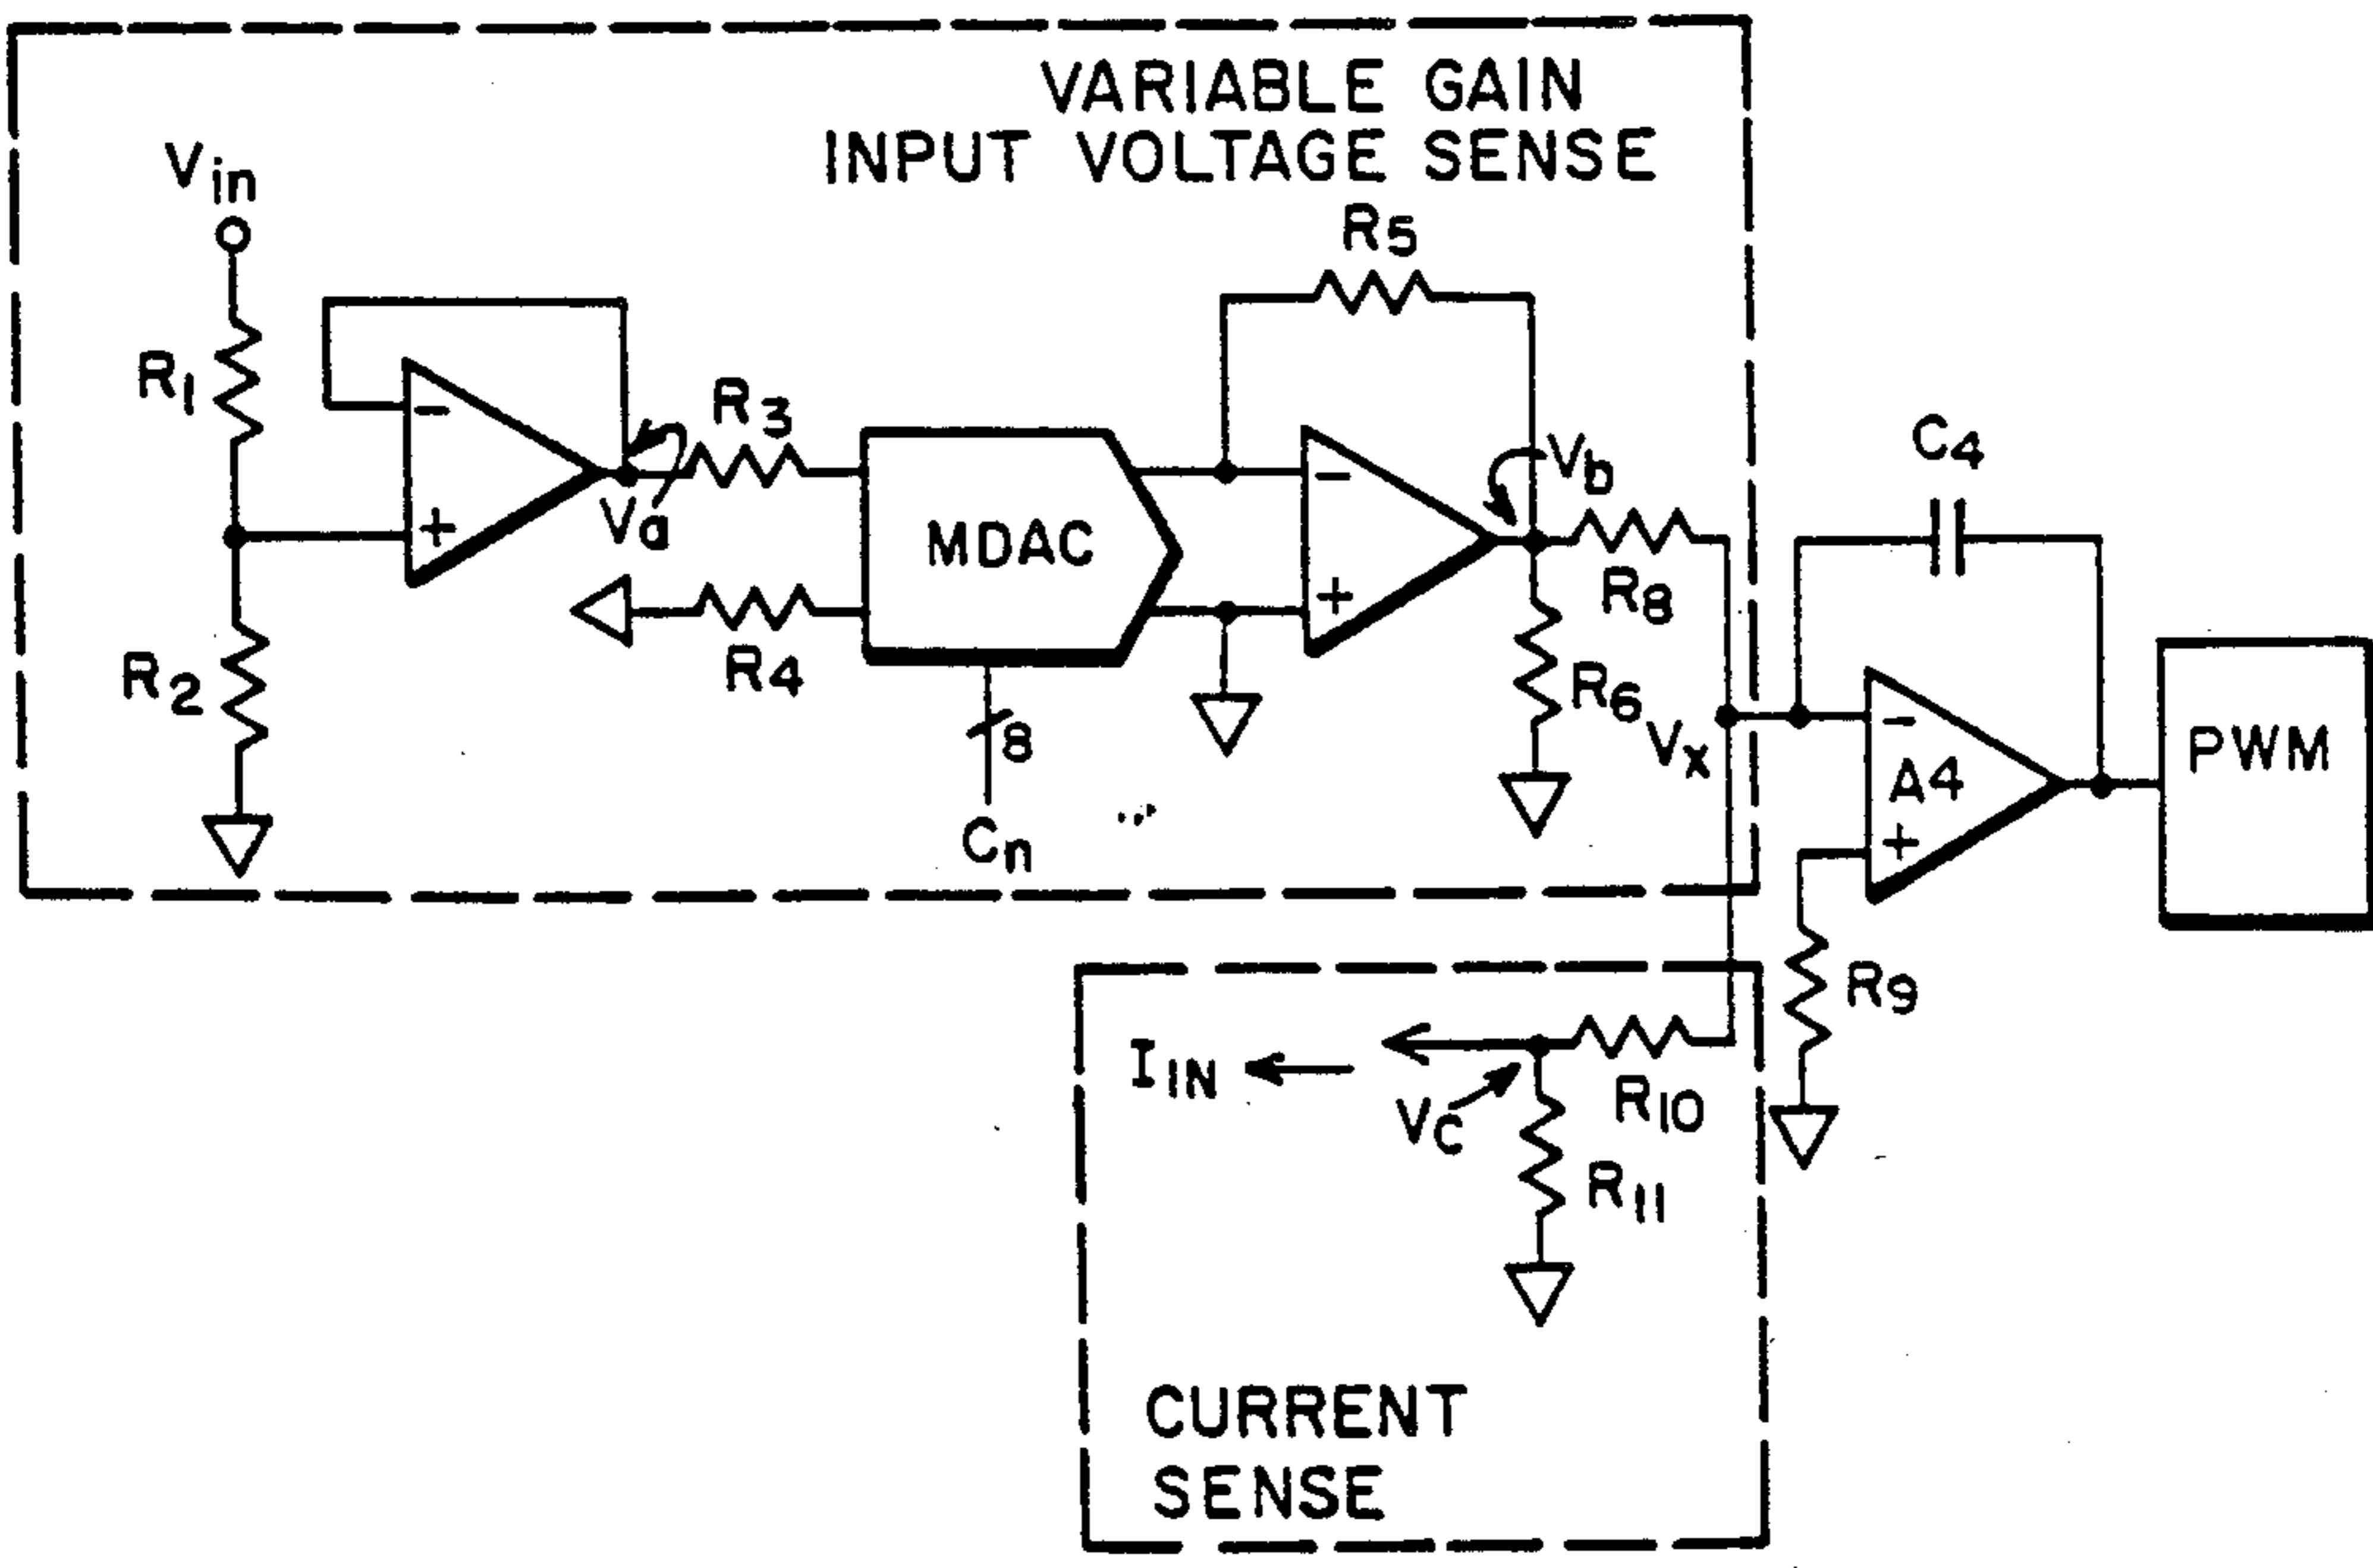 VARIABLE GAIN
INPUT VOLTAGE SENSE
Vin
R1
R2
-
+
Va
R3
R4
MDAC
8
Cn
R5
-
+
Vb
R8
R6
Vx
C4
-
A4
+
PWM
R9
IIN
Vc
R10
R11
CURRENT
SENSE